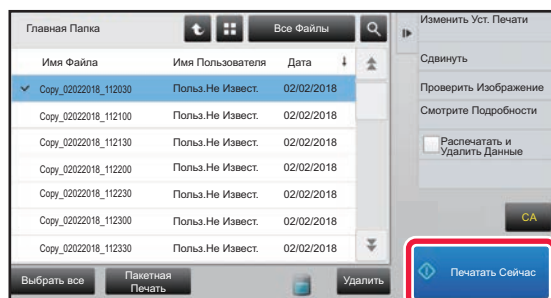 Главная Папка
Все Файлы
Имя Файла Имя Пользователя Дата
Copy_02022018_112030 Польз.Не Извест. 02/02/2018
Copy_02022018_112100 Польз.Не Извест. 02/02/2018
Copy_02022018_112130 Польз.Не Извест. 02/02/2018
Copy_02022018_112200 Польз.Не Извест. 02/02/2018
Copy_02022018_112230 Польз.Не Извест. 02/02/2018
Copy_02022018_112300 Польз.Не Извест. 02/02/2018
Copy_02022018_112330 Польз.Не Извест. 02/02/2018
Выбрать все
Пакетная
Печать
Удалить
Изменить Уст. Печати
Сдвинуть
Проверить Изображение
Смотрите Подробности
Распечатать и
Удалить Данные
CA
Печатать Сейчас